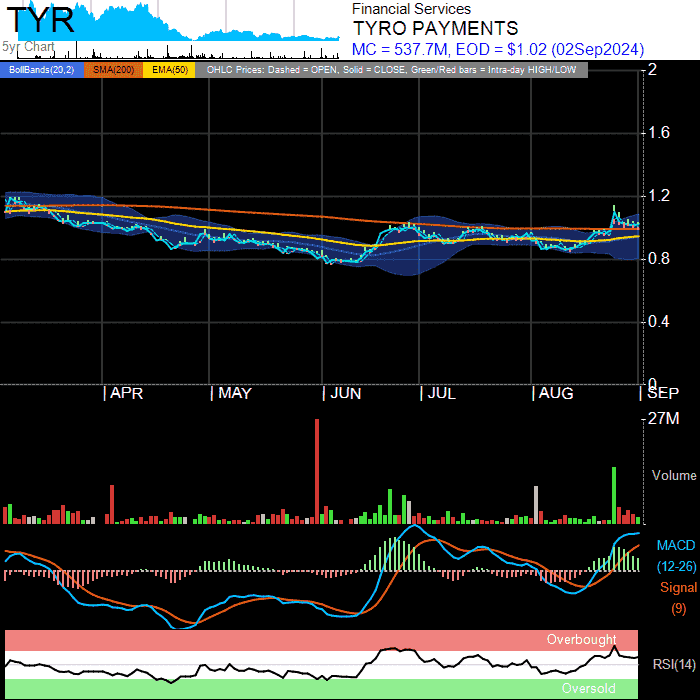 TYR
Financial Services
TYRO PAYMENTS
5yr Chart
MC = 537.7M, EOD = $1.02 (02Sep2024)
BollBands(20,2) SMA(200) EMA(50) OHLC Prices: Dashed = OPEN, Solid = CLOSE, Green/Red bars = Intra-day HIGH/LOW
2
1.6
1.2
0.8
0.4
0
APR MAY JUN JUL AUG SEP
27M
Volume
MACD
(12-26)
Signal
(9)
Overbought
RSI(14)
Oversold